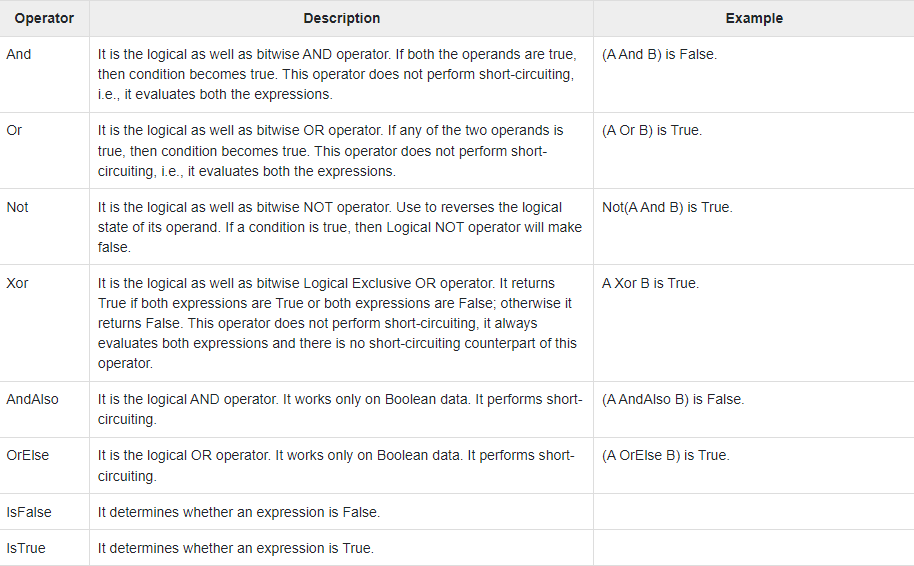 Operator Description Example
And It is the logical as well as bitwise AND operator. If both the operands are true, (A And B) is False.
then condition becomes true. This operator does not perform short-circuiting,
i.e., it evaluates both the expressions.
Or It is the logical as well as bitwise OR operator. If any of the two operands is (A Or B) is True.
true, then condition becomes true. This operator does not perform short-
circuiting, i.e., it evaluates both the expressions.
Not It is the logical as well as bitwise NOT operator. Use to reverses the logical Not(A And B) is True.
state of its operand. If a condition is true, then Logical NOT operator will make
false.
Xor It is the logical as well as bitwise Logical Exclusive OR operator. It returns A Xor B is True.
True if both expressions are True or both expressions are False; otherwise it
returns False. This operator does not perform short-circuiting, it always
evaluates both expressions and there is no short-circuiting counterpart of this
operator.
AndAlso It is the logical AND operator. It works only on Boolean data. It performs short- (A AndAlso B) is False.
circuiting.
OrElse It is the logical OR operator. It works only on Boolean data. It performs short- (A OrElse B) is True.
circuiting.
IsFalse It determines whether an expression is False.
IsTrue It determines whether an expression is True.